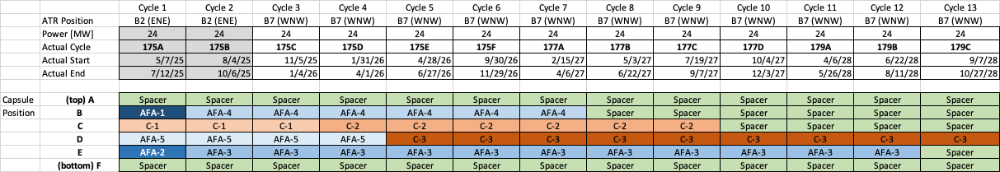 Cycle 1 Cycle 2 Cycle 3 Cycle 4 Cycle 5 Cycle 6 Cycle 7 Cycle 8 Cycle 9 Cycle 10 Cycle 11 Cycle 12 Cycle 13
ATR Position B2 (ENE) B2 (ENE) B7 (WNW) B7 (WNW) B7 (WNW) B7 (WNW) B7 (WNW) B7 (WNW) B7 (WNW) B7 (WNW) B7 (WNW) B7 (WNW) B7 (WNW)
Power [MW] 24 24 24 24 24 24 24 24 24 24 24 24 24
Actual Cycle 175A 175B 175C 175D 175E 175F 177A 177B 177C 177D 179A 179B 179C
Actual Start 5/7/25 8/4/25 11/5/25 1/31/26 4/28/26 9/30/26 2/15/27 5/3/27 7/19/27 10/4/27 4/6/28 6/22/28 9/7/28
Actual End 7/12/25 10/6/25 1/4/26 4/1/26 6/27/26 11/29/26 4/6/27 6/22/27 9/7/27 12/3/27 5/26/28 8/11/28 10/27/28
Capsule (top) A Spacer Spacer Spacer Spacer Spacer Spacer Spacer Spacer Spacer Spacer Spacer Spacer Spacer
Position B AFA-1 AFA-4 AFA-4 AFA-4 AFA-4 AFA-4 AFA-4 Spacer Spacer Spacer Spacer Spacer Spacer
C C-1 C-1 C-1 C-2 C-2 C-2 C-2 C-2 C-2 Spacer Spacer Spacer Spacer
D AFA-5 AFA-5 AFA-5 AFA-5 C-3 C-3 C-3 C-3 C-3 C-3 C-3 C-3 C-3
E AFA-2 AFA-3 AFA-3 AFA-3 AFA-3 AFA-3 AFA-3 AFA-3 AFA-3 AFA-3 AFA-3 AFA-3 Spacer
(bottom) F Spacer Spacer Spacer Spacer Spacer Spacer Spacer Spacer Spacer Spacer Spacer Spacer Spacer